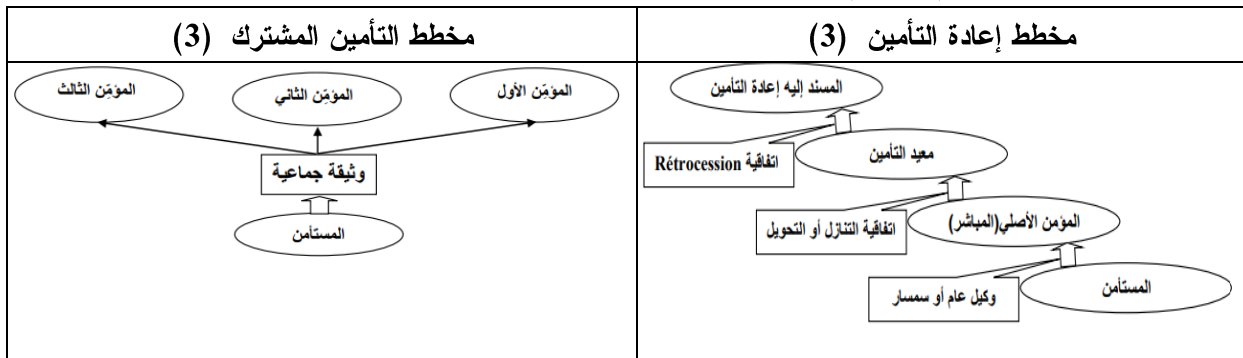 مخطط إعادة التأمين (3)
مخطط التأمين المشترك (3)
المسند إليه إعادة التأمين
اتفاقية Rétrocession
معيد التأمين
اتفاقية التنازل أو التحويل
المؤمن الأصلي(المباشر)
وكيل عام أو سمسار
المستأمن
المؤمِّن الأول
المؤمِّن الثاني
المؤمِّن الثالث
وثيقة جماعية
المستأمن